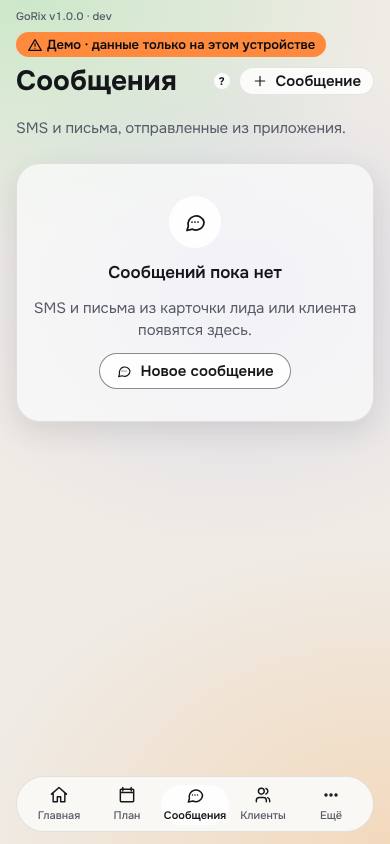 GoRix v1.0.0 · dev
Демо · данные только на этом устройстве
Сообщения
?
+ Сообщение
SMS и письма, отправленные из приложения.
Сообщений пока нет
SMS и письма из карточки лида или клиента
появятся здесь.
Новое сообщение
Главная
План
Сообщения
Клиенты
Ещё